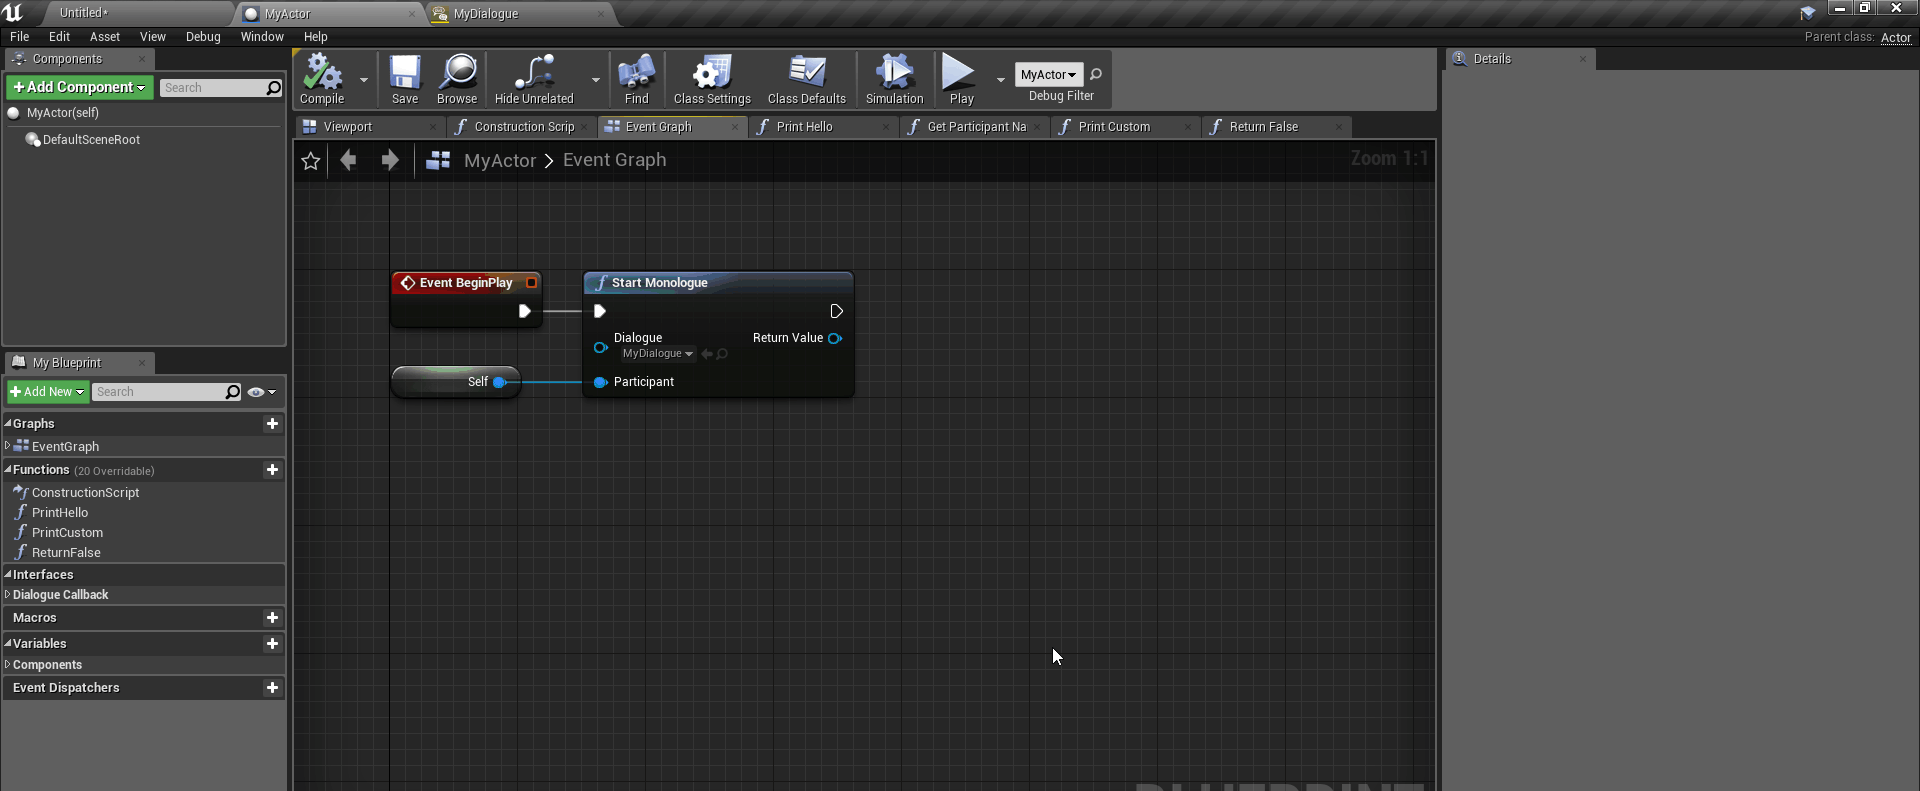 Untitled*
MyActor
MyDialogue
File Edit Asset View Debug Window Help
Parent class: Actor
Components
Add Component
Search
MyActor(self)
DefaultSceneRoot
My Blueprint
Add New
Search
Graphs
EventGraph
Functions (20 Overridable)
ConstructionScript
PrintHello
PrintCustom
ReturnFalse
Interfaces
Dialogue Callback
Macros
Variables
Components
Event Dispatchers
Compile
Save
Browse
Hide Unrelated
Find
Class Settings
Class Defaults
Simulation
Play
MyActor
Debug Filter
Viewport
Construction Scrip
Event Graph
Print Hello
Get Participant Na
Print Custom
Return False
MyActor > Event Graph
Zoom 1:1
Event BeginPlay
Self
Start Monologue
Dialogue
MyDialogue
Return Value
Participant
BLUEPRINT
Details